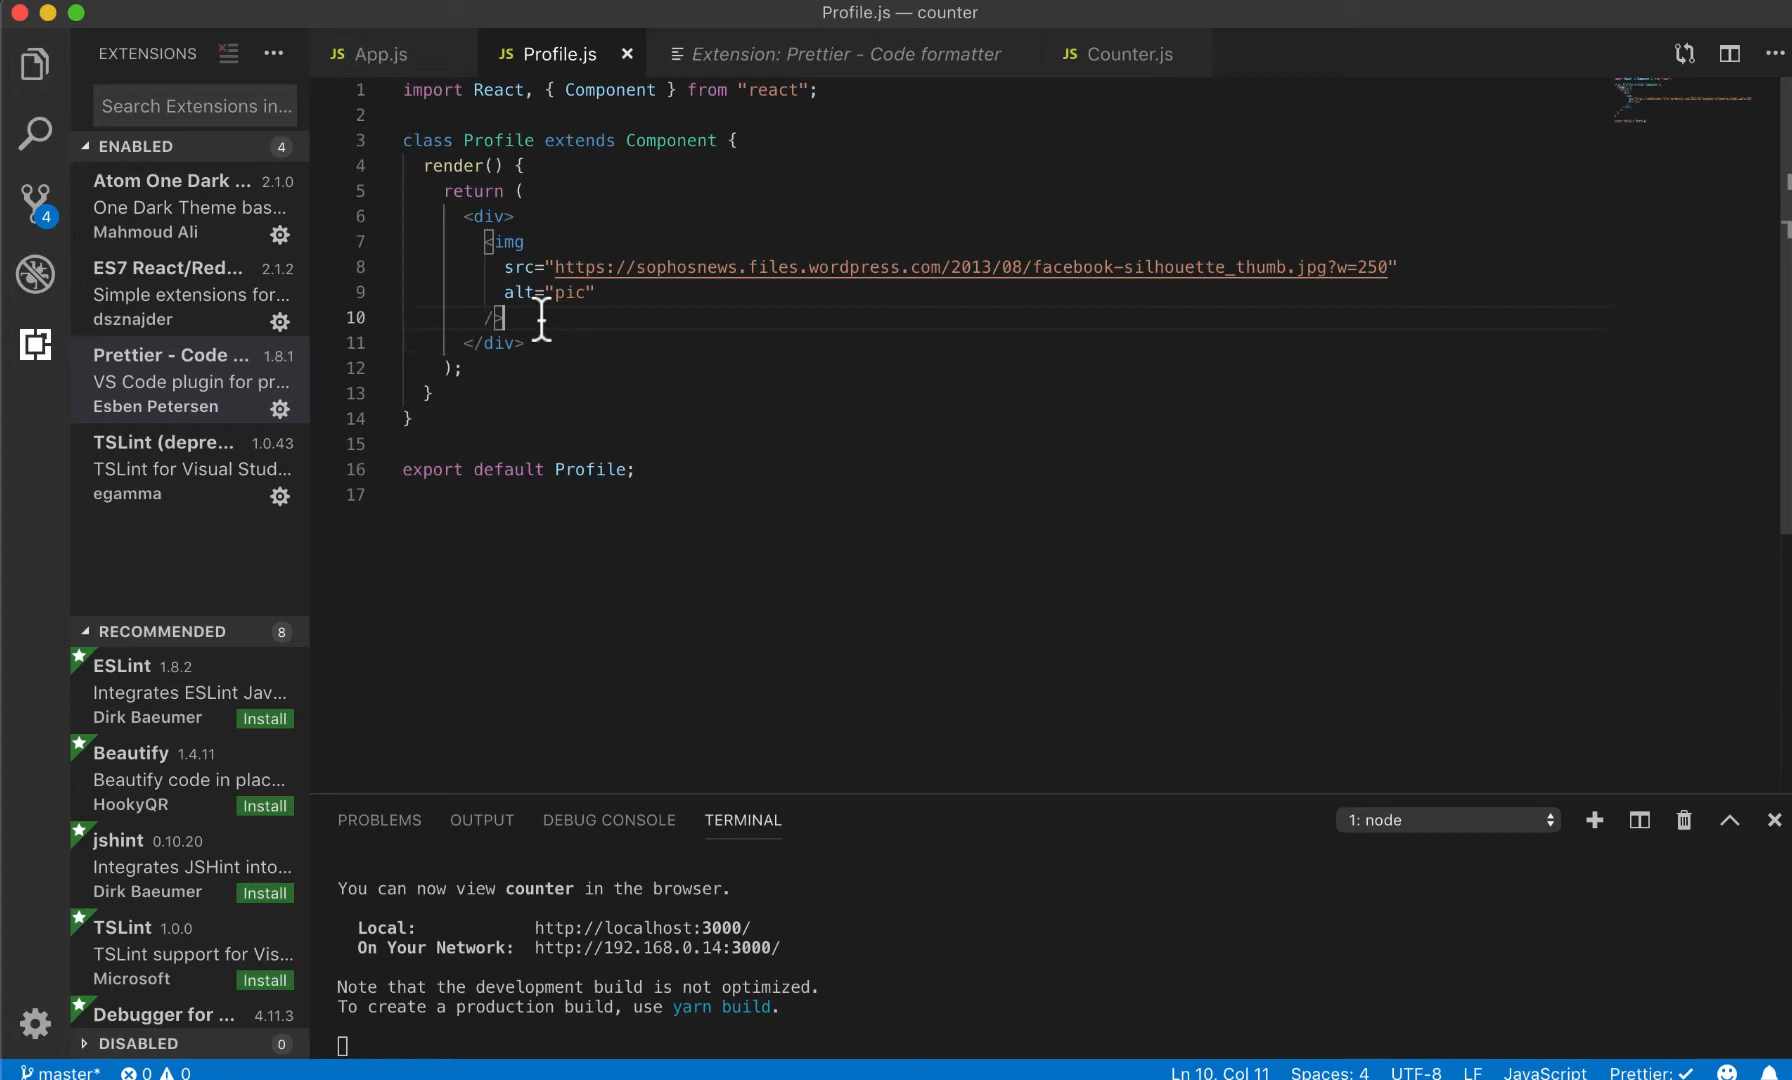 Profile.js — counter
EXTENSIONS
Search Extensions in...
ENABLED 4
Atom One Dark ... 2.1.0
One Dark Theme bas...
Mahmoud Ali
ES7 React/Red... 2.1.2
Simple extensions for...
dsznajder
Prettier - Code ... 1.8.1
VS Code plugin for pr...
Esben Petersen
TSLint (depre... 1.0.43
TSLint for Visual Stud...
egamma
RECOMMENDED 8
ESLint 1.8.2
Integrates ESLint Jav...
Dirk Baeumer Install
Beautify 1.4.11
Beautify code in plac...
HookyQR Install
jshint 0.10.20
Integrates JSHint into...
Dirk Baeumer Install
TSLint 1.0.0
TSLint support for Vis...
Microsoft Install
Debugger for ... 4.11.3
DISABLED 0
4
JS App.js JS Profile.js × Extension: Prettier - Code formatter JS Counter.js
1 import React, { Component } from "react";
2
3 class Profile extends Component {
4 render() {
5 return (
6 <div>
7 <img
8 src="https://sophosnews.files.wordpress.com/2013/08/facebook-silhouette_thumb.jpg?w=250"
9 alt="pic"
10 />
11 </div>
12 );
13 }
14 }
15
16 export default Profile;
17
PROBLEMS OUTPUT DEBUG CONSOLE TERMINAL 1: node
You can now view counter in the browser.
Local: http://localhost:3000/
On Your Network: http://192.168.0.14:3000/
Note that the development build is not optimized.
To create a production build, use yarn build.
master* 0 0 Ln 10, Col 11 Spaces: 4 UTF-8 LF JavaScript Prettier: ✓